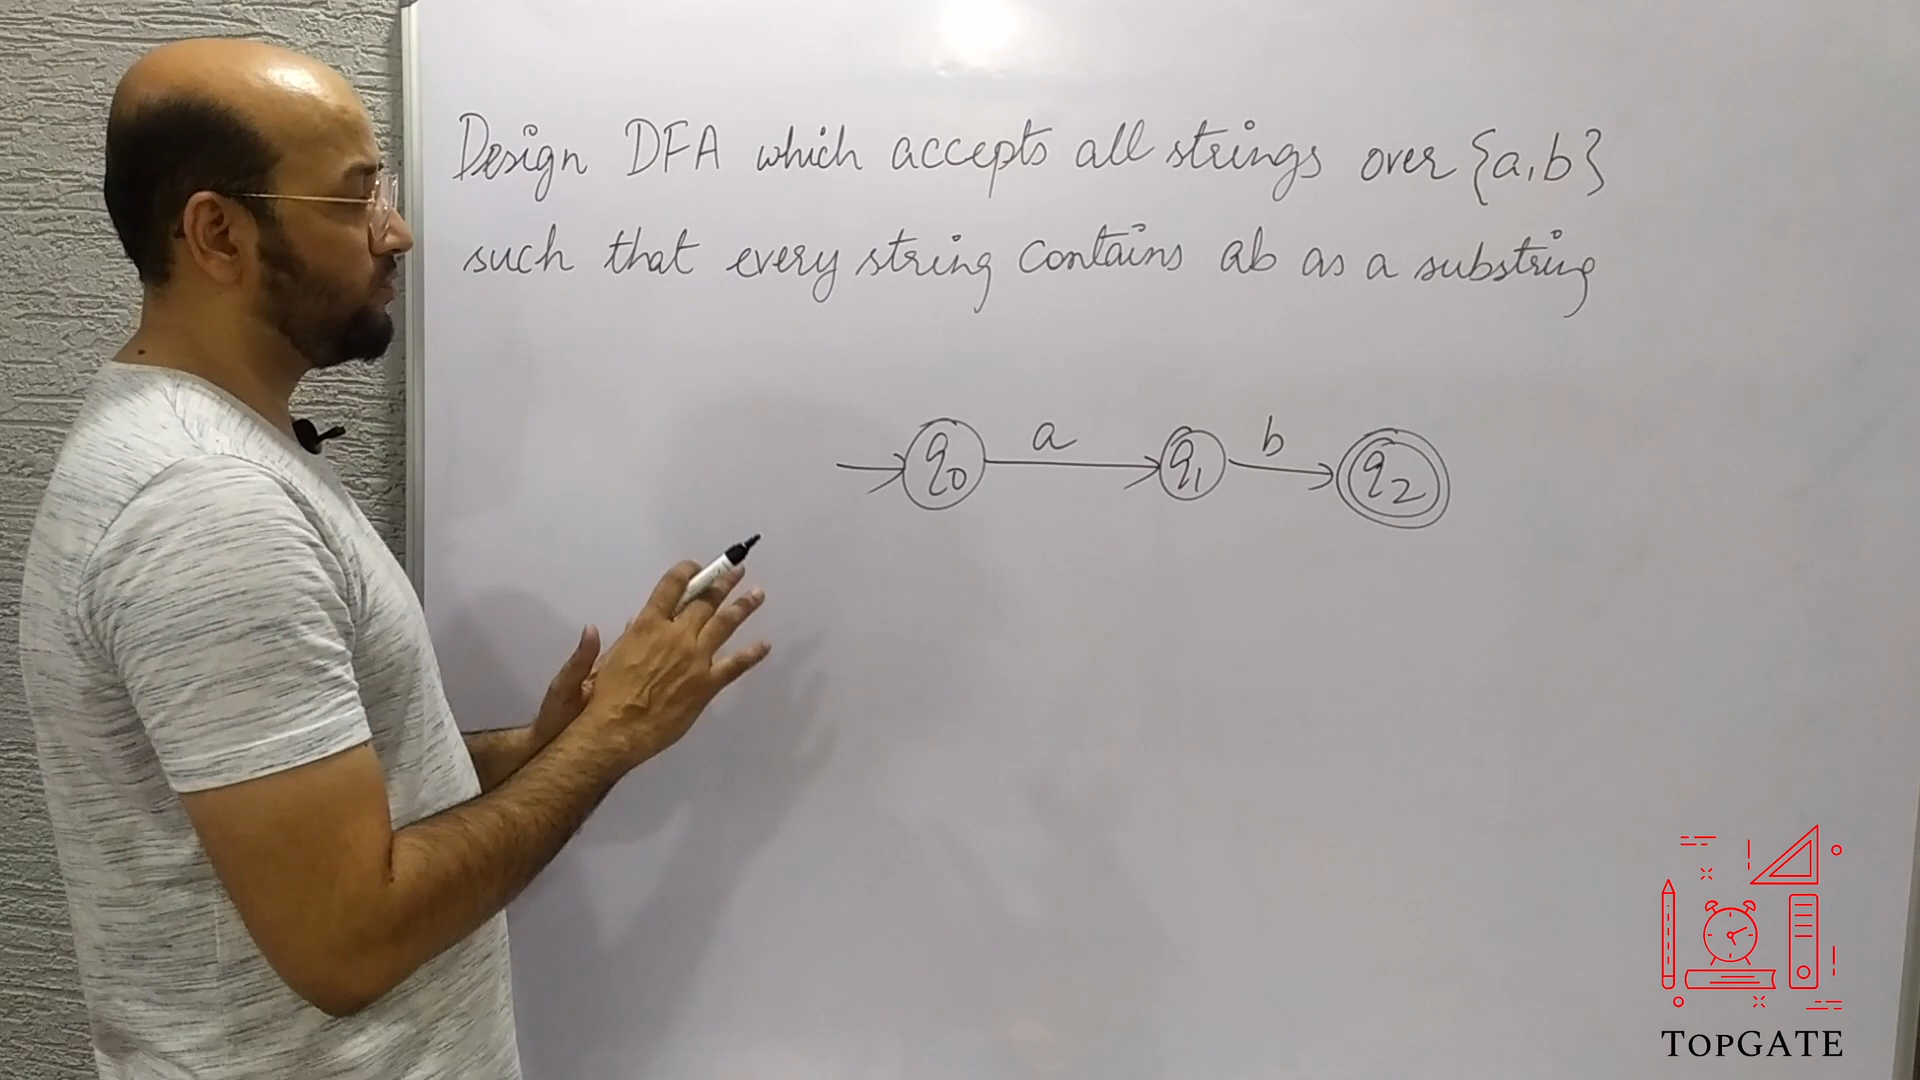 Design DFA which accepts all strings over {a,b}
such that every string contains ab as a substring
a b
q0 q1 q2
TOPGATE